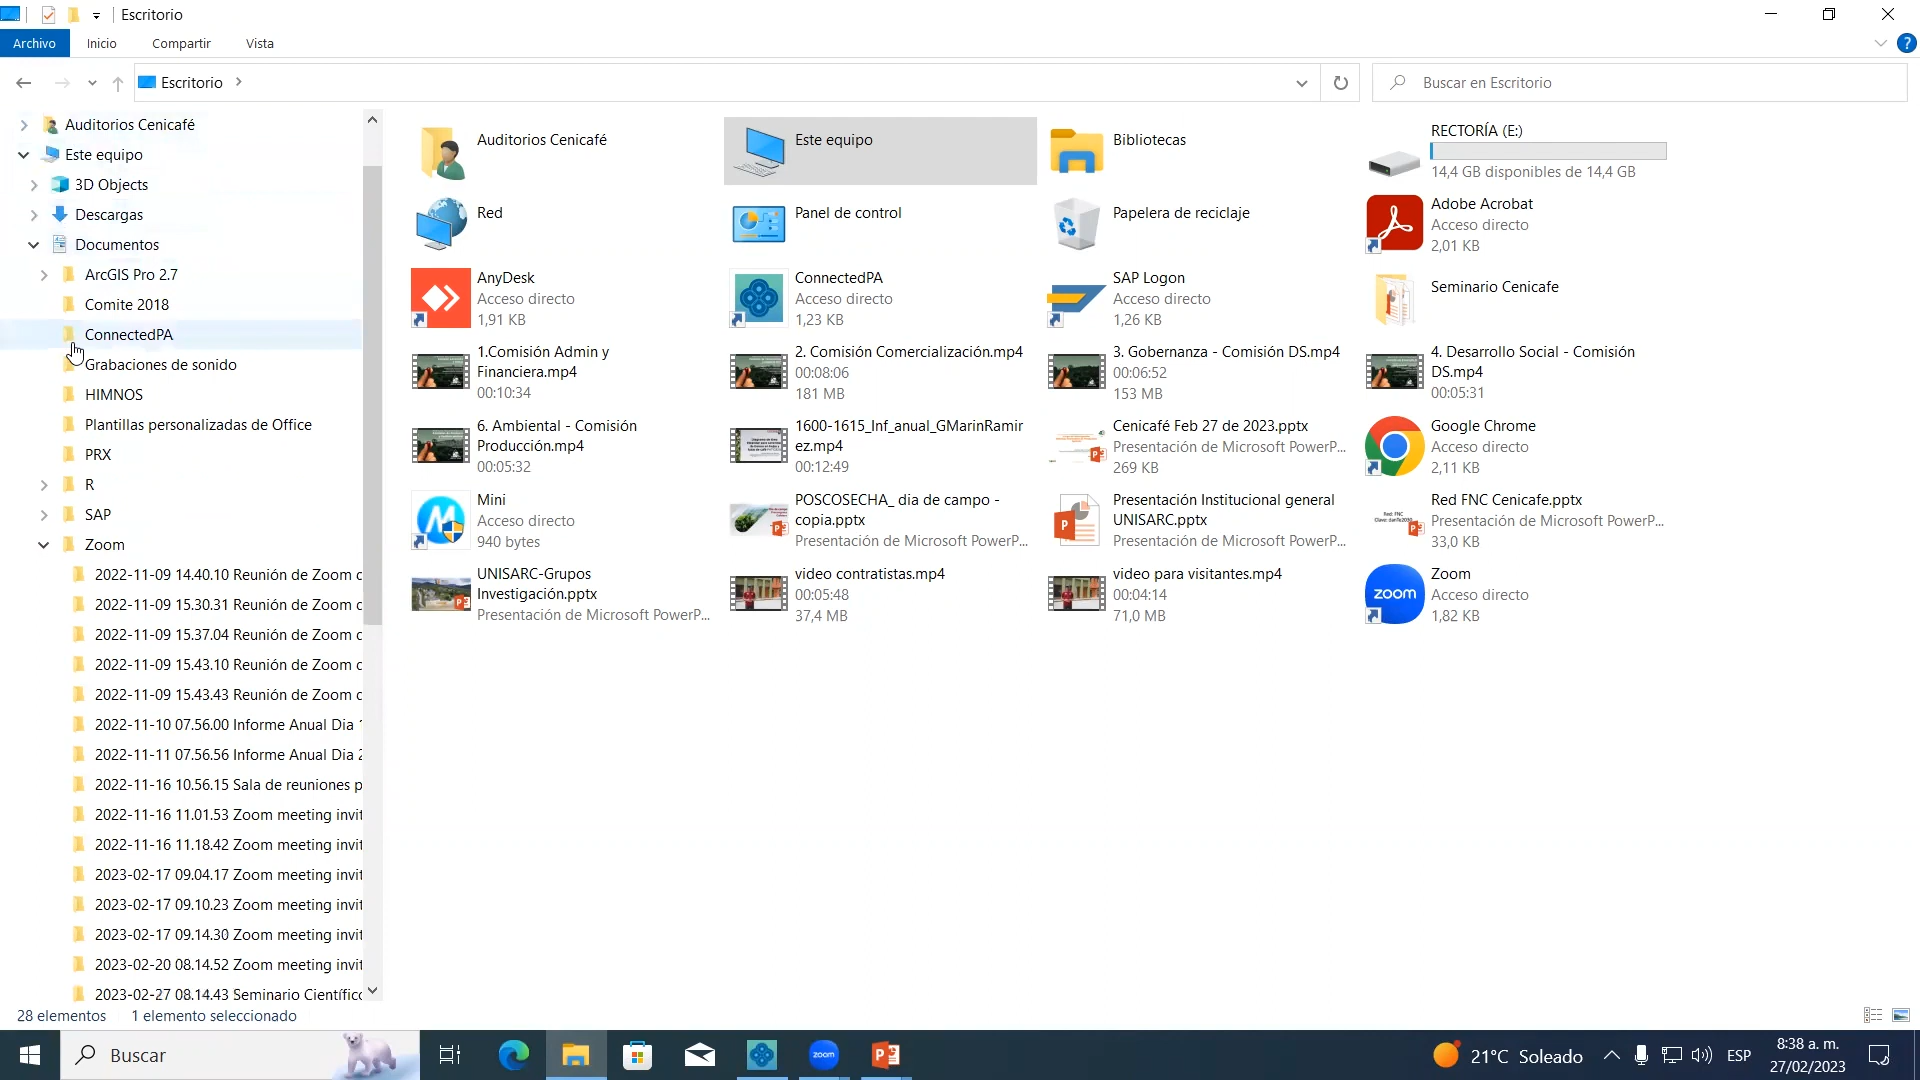 Escritorio
Archivo
Inicio
Compartir
Vista
Escritorio
Buscar en Escritorio
Auditorios Cenicafé
Este equipo
3D Objects
Descargas
Documentos
ArcGIS Pro 2.7
Comite 2018
ConnectedPA
Grabaciones de sonido
HIMNOS
Plantillas personalizadas de Office
PRX
R
SAP
Zoom
2022-11-09 14.40.10 Reunión de Zoom c
2022-11-09 15.30.31 Reunión de Zoom c
2022-11-09 15.37.04 Reunión de Zoom c
2022-11-09 15.43.10 Reunión de Zoom c
2022-11-09 15.43.43 Reunión de Zoom c
2022-11-10 07.56.00 Informe Anual Dia
2022-11-11 07.56.56 Informe Anual Dia 2
2022-11-16 10.56.15 Sala de reuniones p
2022-11-16 11.01.53 Zoom meeting invit
2022-11-16 11.18.42 Zoom meeting invit
2023-02-17 09.04.17 Zoom meeting invit
2023-02-17 09.10.23 Zoom meeting invit
2023-02-17 09.14.30 Zoom meeting invit
2023-02-20 08.14.52 Zoom meeting invit
2023-02-27 08.14.43 Seminario Científic
Auditorios Cenicafé
Este equipo
Bibliotecas
RECTORÍA (E:)
14,4 GB disponibles de 14,4 GB
Red
Panel de control
Papelera de reciclaje
Adobe Acrobat
Acceso directo
2,01 KB
AnyDesk
Acceso directo
1,91 KB
ConnectedPA
Acceso directo
1,23 KB
SAP Logon
Acceso directo
1,26 KB
Seminario Cenicafe
1.Comisión Admin y
Financiera.mp4
00:10:34
2. Comisión Comercialización.mp4
00:08:06
181 MB
3. Gobernanza - Comisión DS.mp4
00:06:52
153 MB
4. Desarrollo Social - Comisión
DS.mp4
00:05:31
6. Ambiental - Comisión
Producción.mp4
00:05:32
1600-1615_Inf_anual_GMarinRamir
ez.mp4
00:12:49
Cenicafé Feb 27 de 2023.pptx
Presentación de Microsoft PowerP...
269 KB
Google Chrome
Acceso directo
2,11 KB
Mini
Acceso directo
940 bytes
POSCOSECHA_ dia de campo -
copia.pptx
Presentación de Microsoft PowerP...
Presentación Institucional general
UNISARC.pptx
Presentación de Microsoft PowerP...
Red FNC Cenicafe.pptx
Presentación de Microsoft PowerP...
33,0 KB
UNISARC-Grupos
Investigación.pptx
Presentación de Microsoft PowerP...
video contratistas.mp4
00:05:48
37,4 MB
video para visitantes.mp4
00:04:14
71,0 MB
zoom
Zoom
Acceso directo
1,82 KB
28 elementos
1 elemento seleccionado
Buscar
zoom
21°C Soleado
ESP
8:38 a. m.
27/02/2023